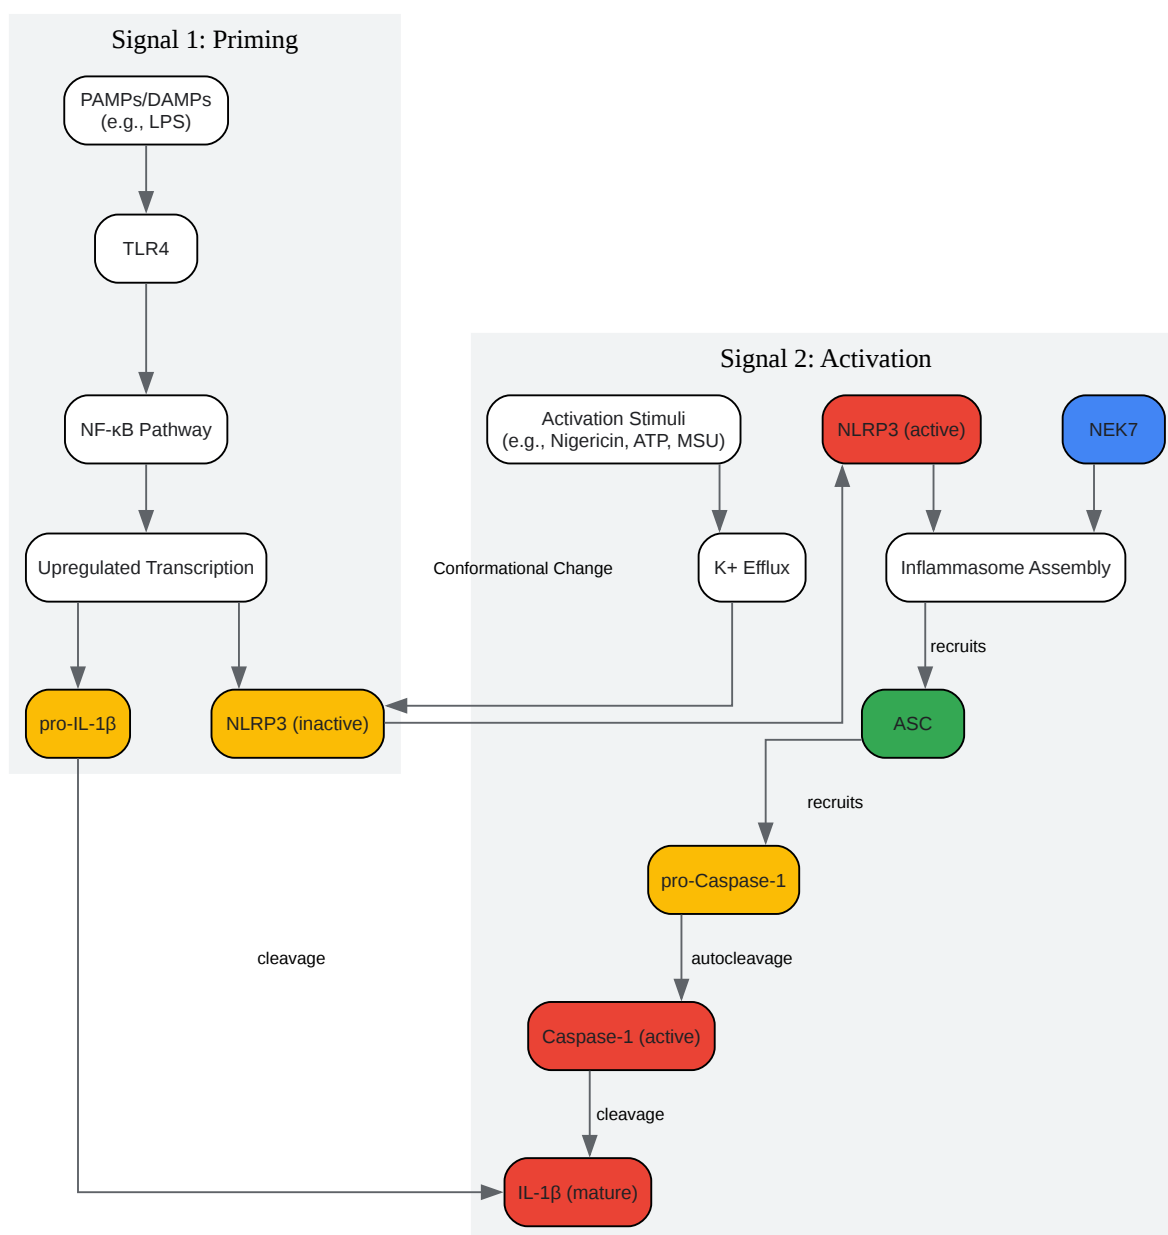 Signal 1: Priming
PAMPs/DAMPs
(e.g., LPS)
TLR4
NF-κB Pathway
Upregulated Transcription
pro-IL-1β
NLRP3 (inactive)
Conformational Change
cleavage
Signal 2: Activation
Activation Stimuli
(e.g., Nigericin, ATP, MSU)
NLRP3 (active)
NEK7
K+ Efflux
Inflammasome Assembly
recruits
ASC
recruits
pro-Caspase-1
autocleavage
Caspase-1 (active)
cleavage
IL-1β (mature)